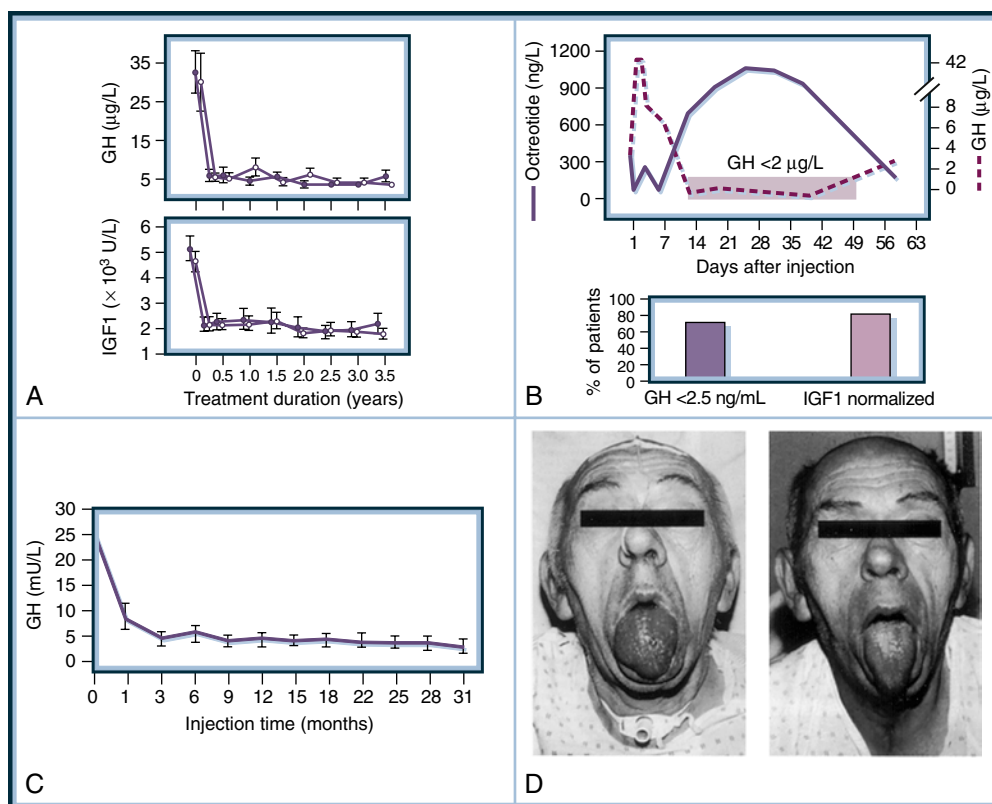 GH (µg/L)
35
25
15
5
IGF1 (× 10³ U/L)
6
5
4
3
2
1
0 0.5 1.0 1.5 2.0 2.5 3.0 3.5
Treatment duration (years)
A
Octreotide (ng/L)
1200
900
600
300
0
GH <2 µg/L
42
8
6
4
2
0
GH (µg/L)
1 7 14 21 28 35 42 49 56 63
Days after injection
% of patients
100
80
60
40
20
0
GH <2.5 ng/mL IGF1 normalized
B
GH (mU/L)
30
25
20
15
10
5
0
0 1 3 6 9 12 15 18 22 25 28 31
Injection time (months)
C
D